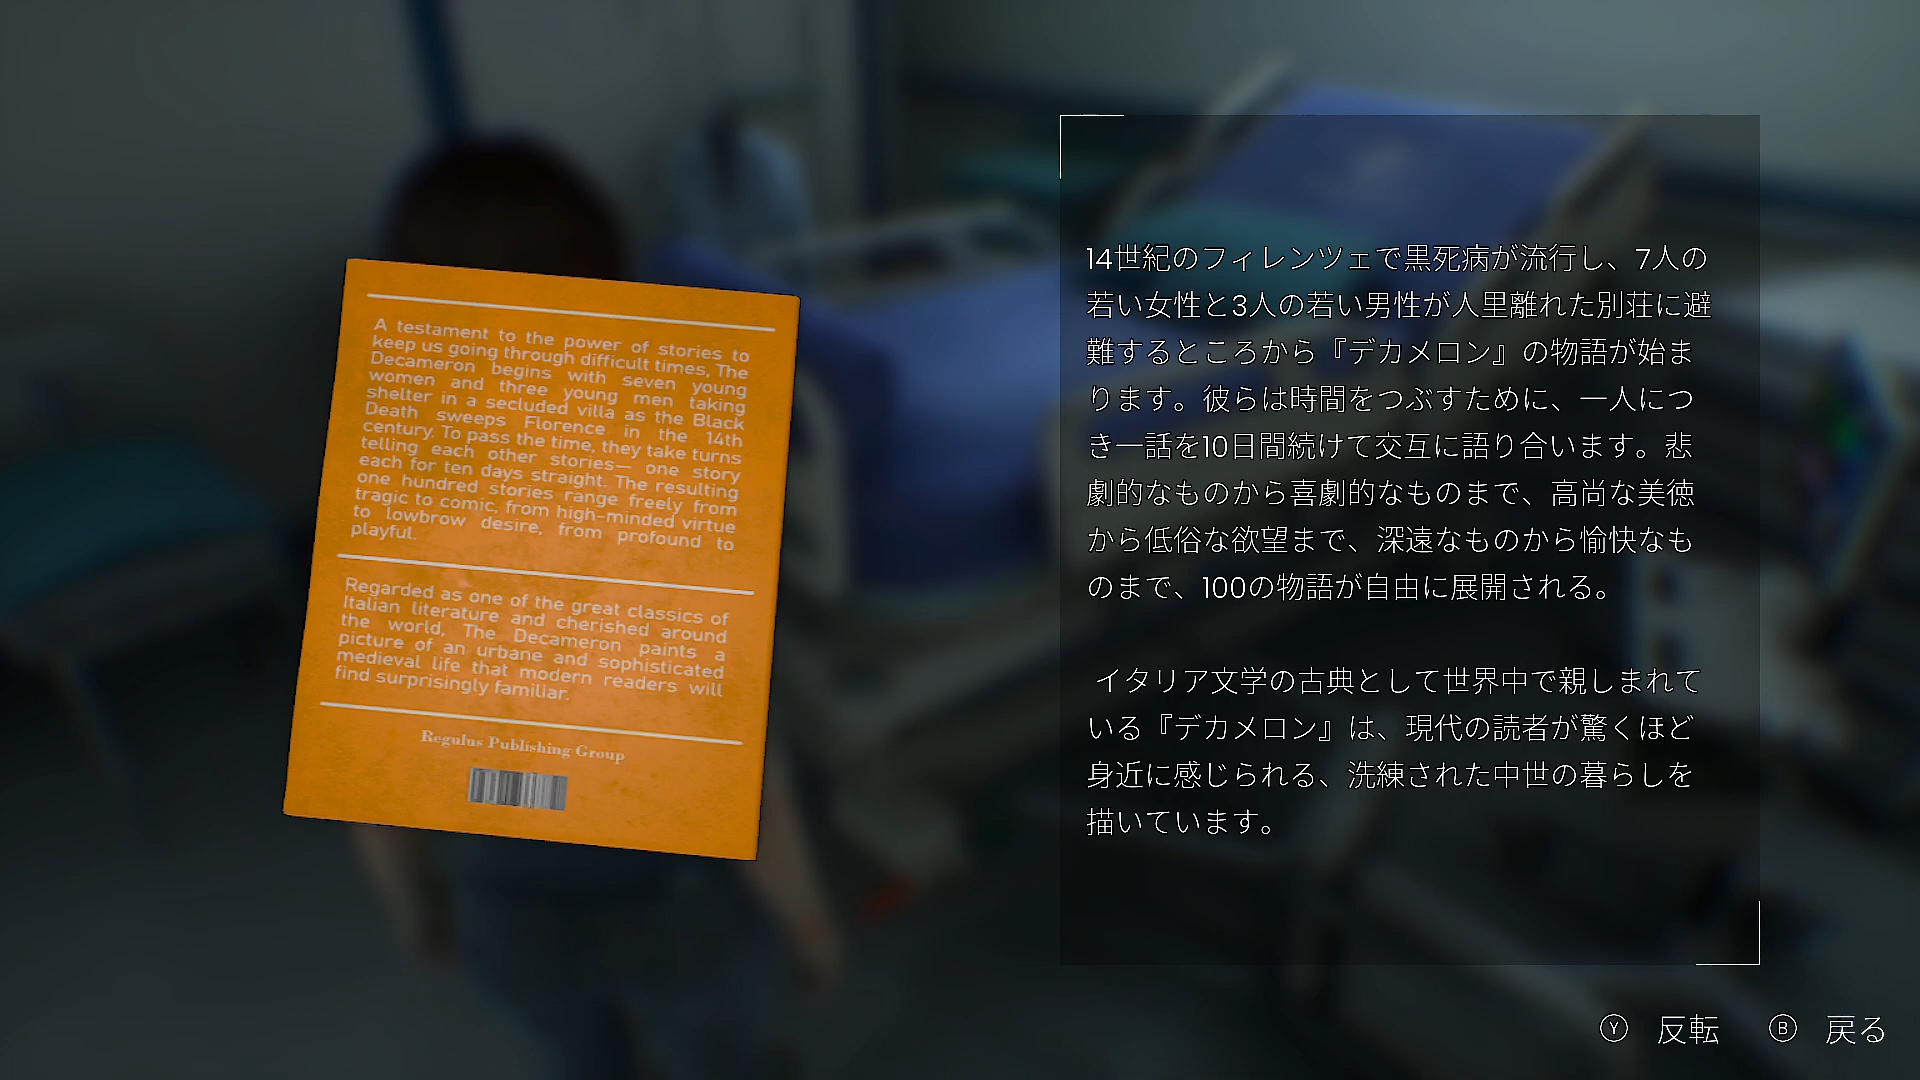 A testament to the power of stories to
keep us going through difficult times, The
Decameron begins with seven young
women and three young men taking
shelter in a secluded villa as the Black
Death sweeps Florence in the 14th
century. To pass the time, they take turns
telling each other stories— one story
each for ten days straight. The resulting
one hundred stories range freely from
tragic to comic, from high-minded virtue
to lowbrow desire, from profound to
playful.
Regarded as one of the great classics of
Italian literature and cherished around
the world, The Decameron paints a
picture of an urbane and sophisticated
medieval life that modern readers will
find surprisingly familiar.
Regulus Publishing Group
14世紀のフィレンツェで黒死病が流行し、7人の
若い女性と3人の若い男性が人里離れた別荘に避
難するところから『デカメロン』の物語が始ま
ります。彼らは時間をつぶすために、一人につ
き一話を10日間続けて交互に語り合います。悲
劇的なものから喜劇的なものまで、高尚な美徳
から低俗な欲望まで、深遠なものから愉快なも
のまで、100の物語が自由に展開される。
イタリア文学の古典として世界中で親しまれて
いる『デカメロン』は、現代の読者が驚くほど
身近に感じられる、洗練された中世の暮らしを
描いています。
Y 反転 B 戻る